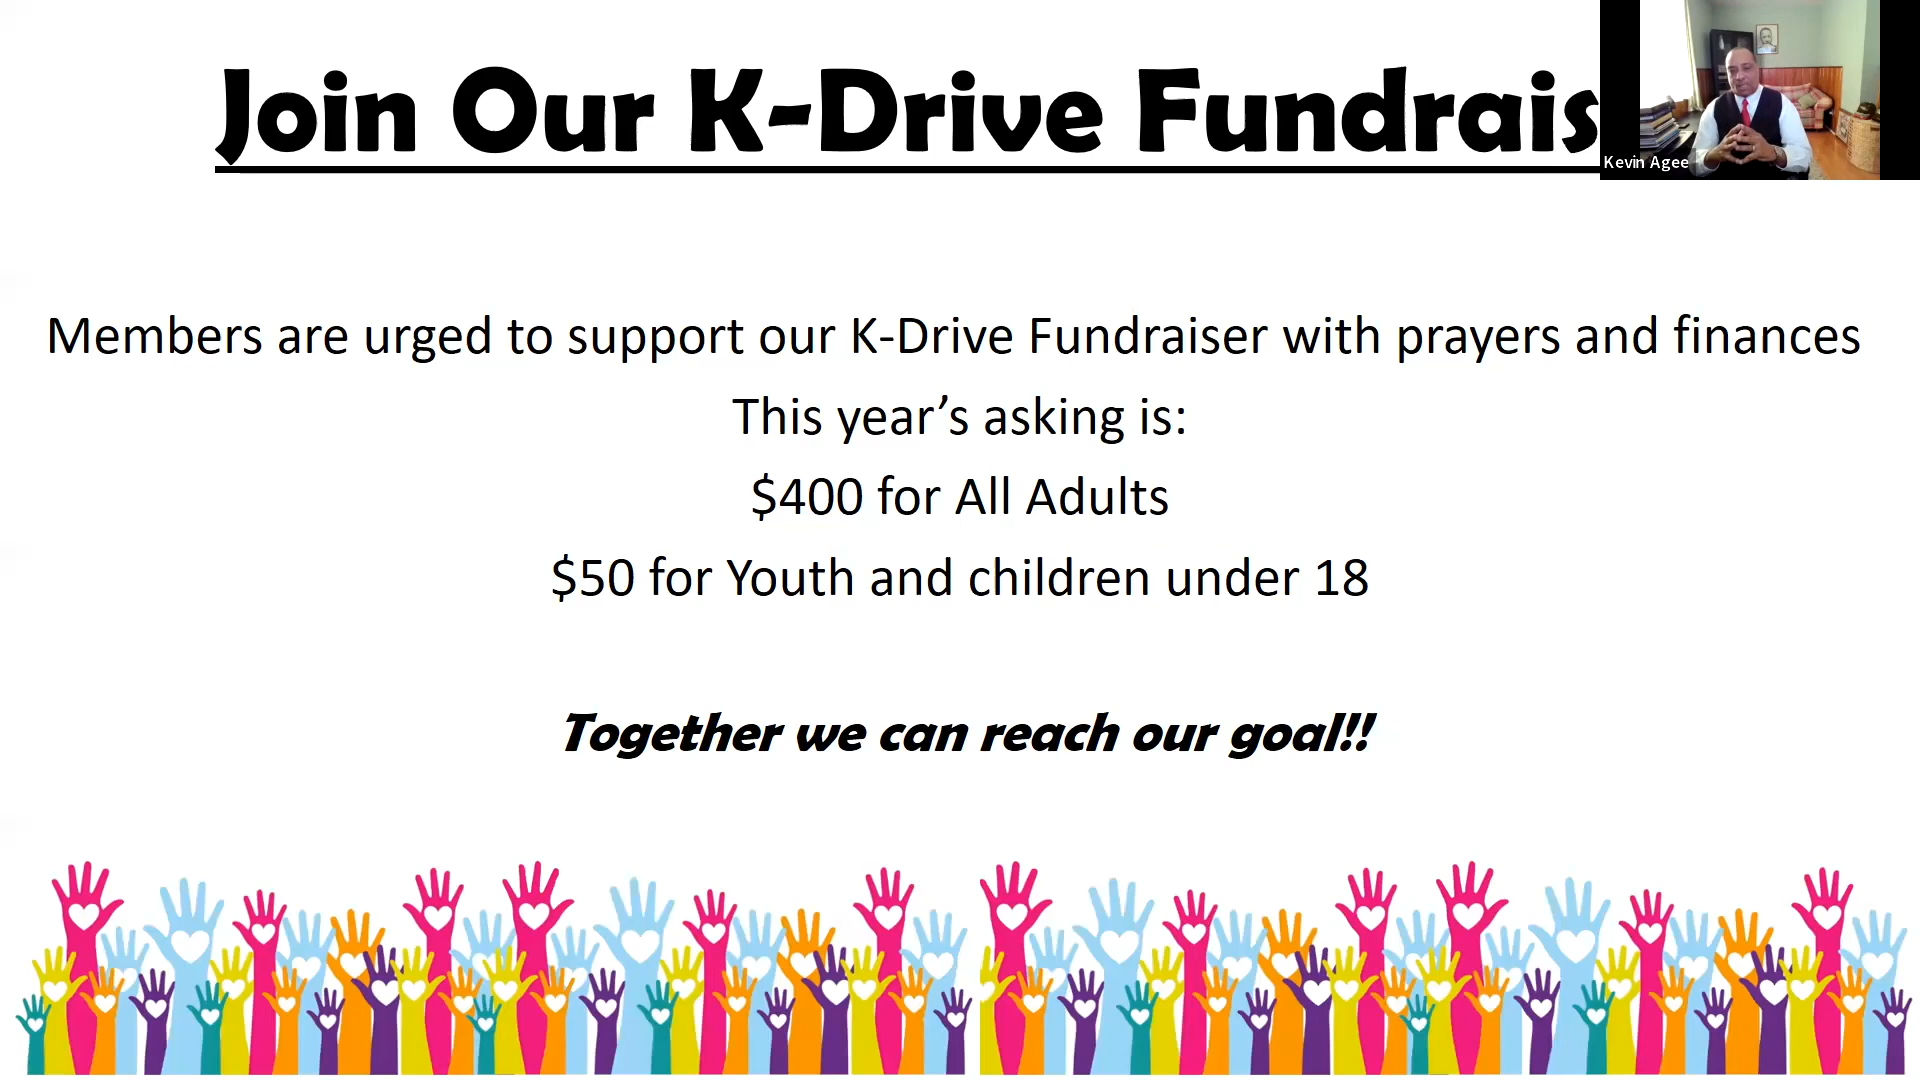 Join Our K-Drive Fundrais
Kevin Agee
Members are urged to support our K-Drive Fundraiser with prayers and finances
This year’s asking is:
$400 for All Adults
$50 for Youth and children under 18
Together we can reach our goal!!